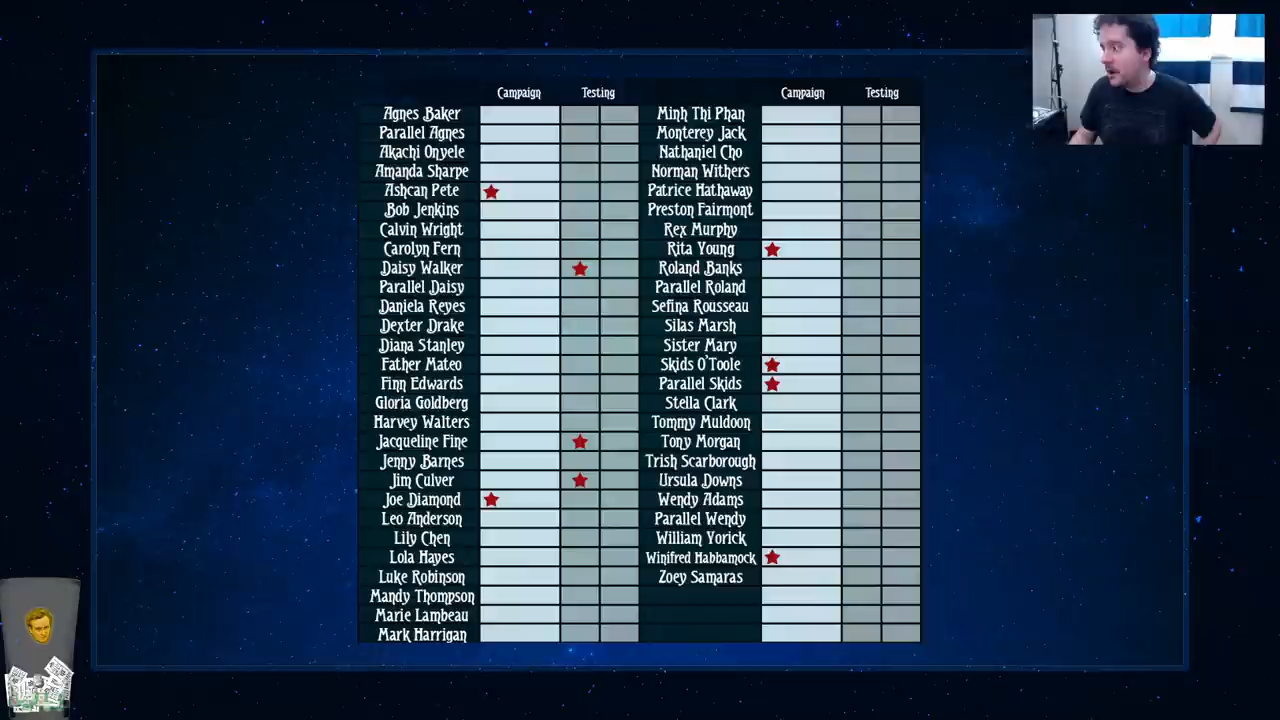 Campaign Testing Campaign Testing
Agnes Baker Minh Thi Phan
Parallel Agnes Monterey Jack
Akachi Onyele Nathaniel Cho
Amanda Sharpe Norman Withers
Ashcan Pete Patrice Hathaway
Bob Jenkins Preston Fairmont
Calvin Wright Rex Murphy
Carolyn Fern Rita Young
Daisy Walker Roland Banks
Parallel Daisy Parallel Roland
Daniela Reyes Sefina Rousseau
Dexter Drake Silas Marsh
Diana Stanley Sister Mary
Father Mateo Skids O'Toole
Finn Edwards Parallel Skids
Gloria Goldberg Stella Clark
Harvey Walters Tommy Muldoon
Jacqueline Fine Tony Morgan
Jenny Barnes Trish Scarborough
Jim Culver Ursula Downs
Joe Diamond Wendy Adams
Leo Anderson Parallel Wendy
Lily Chen William Yorick
Lola Hayes Winifred Habbamock
Luke Robinson Zoey Samaras
Mandy Thompson
Marie Lambeau
Mark Harrigan